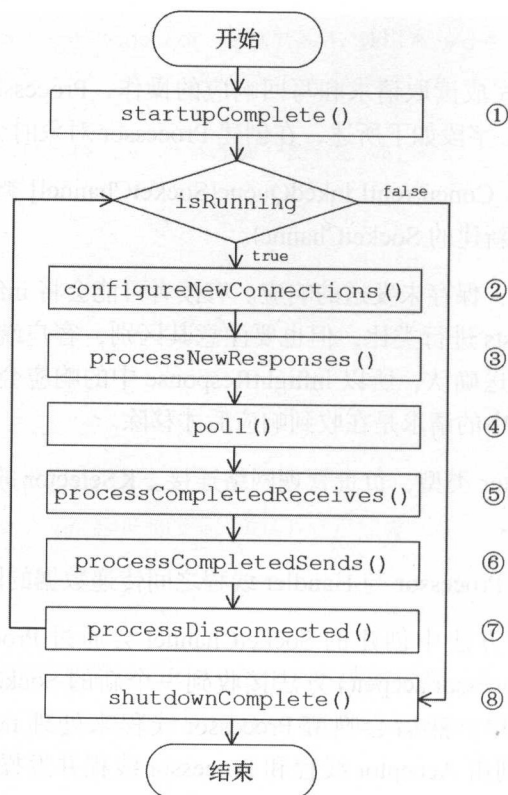 开始
startupComplete() ①
isRunning
false
true
configureNewConnections() ②
processNewResponses() ③
poll() ④
processCompletedReceives() ⑤
processCompletedSends() ⑥
processDisconnected() ⑦
shutdownComplete() ⑧
结束